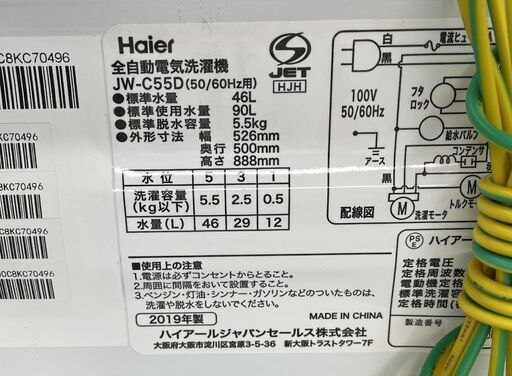 C8KC70496
Haier
全自動電気洗濯機
JW-C55D(50/60Hz用)
S-JET
HJH
●標準水量 46L
●標準使用水量 90L
●標準脱水容量 5.5kg
●外形寸法 幅 526mm
奥行 500mm
高さ 888mm
水位 5 3 1
洗濯容量(kg以下) 5.5 2.5 0.5
水量(L) 46 29 12
白
黒
電流ヒュ
100V
50/60Hz
フタ
ロック
給水バルブ
コンデンサ
アース
黒
M
M
配線図
洗濯モータ
トルクモー
KC70496
KC70496
C8KC70496
0C8KC70496
■使用上の注意
1.電源は必ずコンセントからとること。
2.周囲に間隔をおいて設置すること。
3.ベンジン・灯油・シンナー・ガソリンなどのついたものは、
洗濯や脱水をしないでください。
2019年製
MADE IN CHINA
ハイアールジャパンセールス株式会社
大阪府大阪市淀川区宮原3-5-36 新大阪トラストタワー7F
PSE
ハイアー
定格電圧
定格周波数
電動機定格
標準洗濯容
定格時間(
製造番号